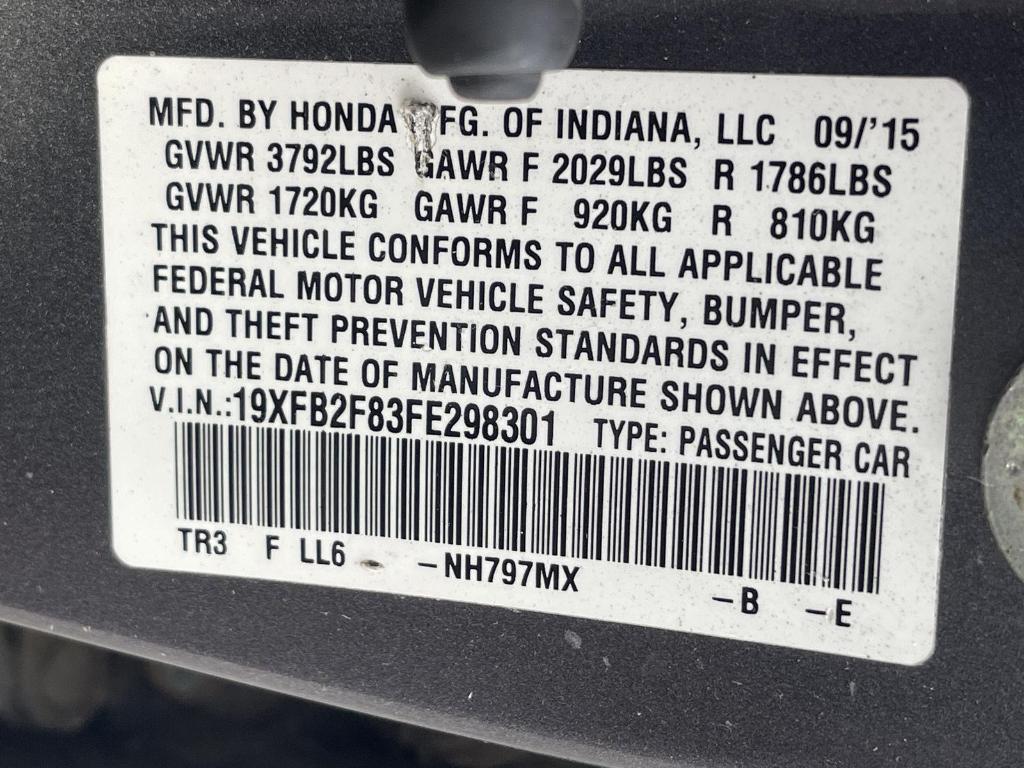 MFD. BY HONDA FG. OF INDIANA, LLC 09/'15
GVWR 3792LBS GAWR F 2029LBS R 1786LBS
GVWR 1720KG GAWR F 920KG R 810KG
THIS VEHICLE CONFORMS TO ALL APPLICABLE
FEDERAL MOTOR VEHICLE SAFETY, BUMPER,
AND THEFT PREVENTION STANDARDS IN EFFECT
ON THE DATE OF MANUFACTURE SHOWN ABOVE.
V.I.N.:19XFB2F83FE298301 TYPE: PASSENGER CAR
TR3 F LL6 -NH797MX -B -E